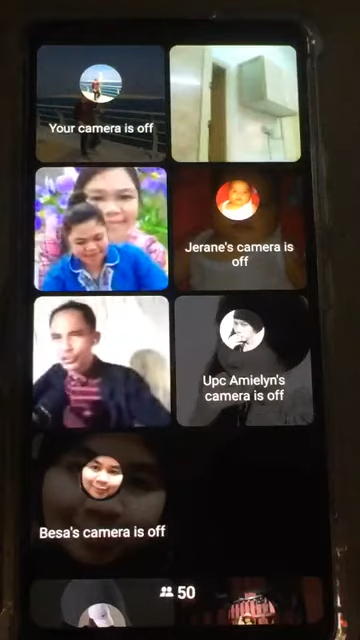 Your camera is off
Jerane's camera is
off
Upc Amielyn's
camera is off
Besa's camera is off
50